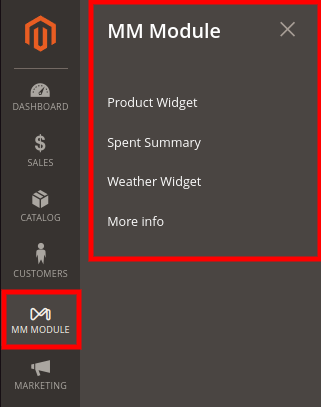 MM Module
Product Widget
Spent Summary
Weather Widget
More info
DASHBOARD
$
SALES
CATALOG
CUSTOMERS
MM MODULE
MARKETING